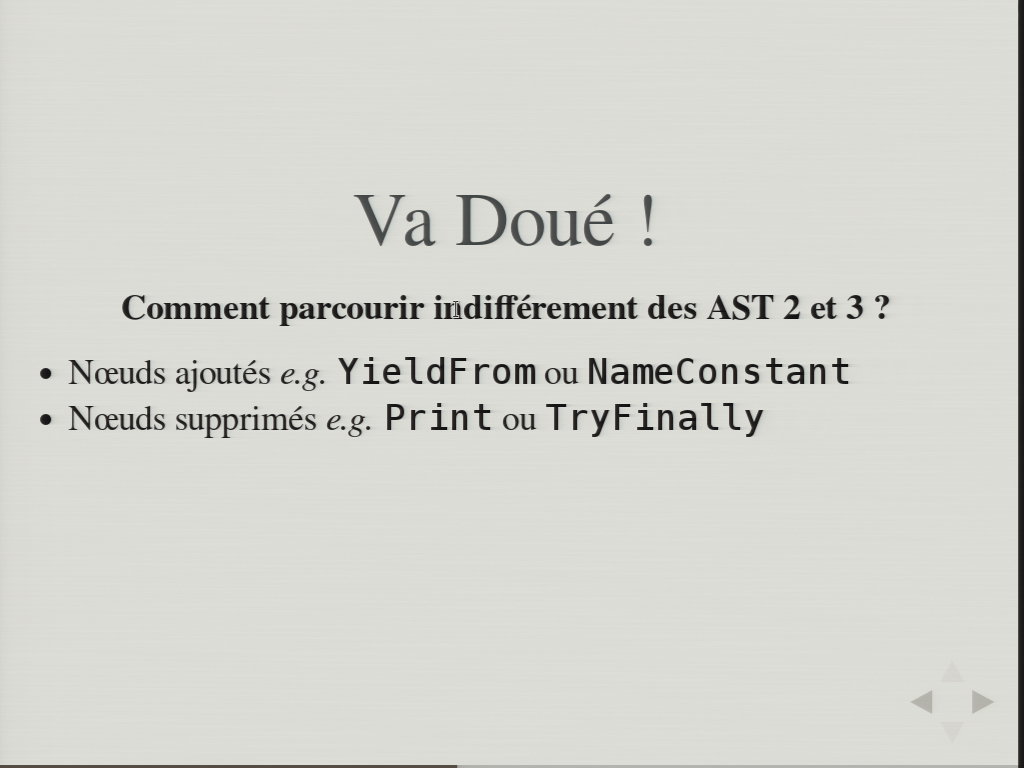 Va Doué !
Comment parcourir indifférement des AST 2 et 3 ?
• Nœuds ajoutés e.g. YieldFrom ou NameConstant
• Nœuds supprimés e.g. Print ou TryFinally